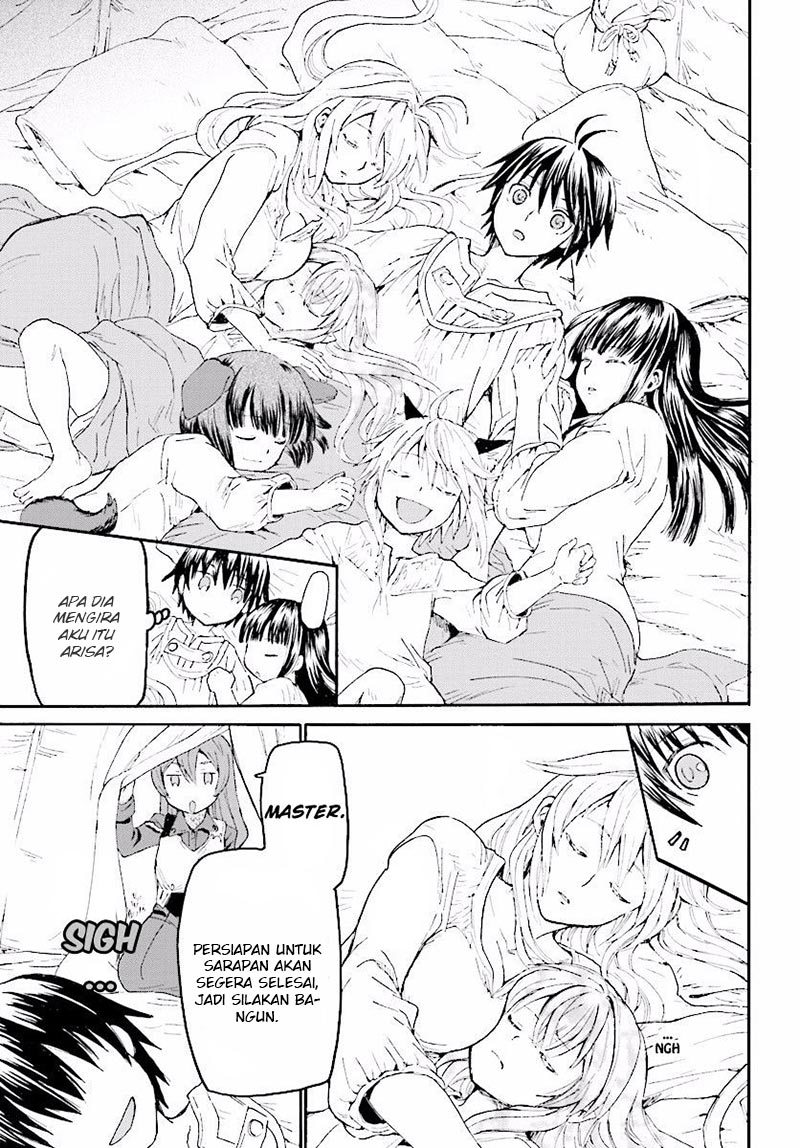 APA DIA
MENGIRA
AKU ITU
ARISA?
... NGH
MASTER.
PERSIAPAN UNTUK
SARAPAN AKAN
SEGERA SELESAI,
JADI SILAKAN BA-
NGUN.
SIGH
...